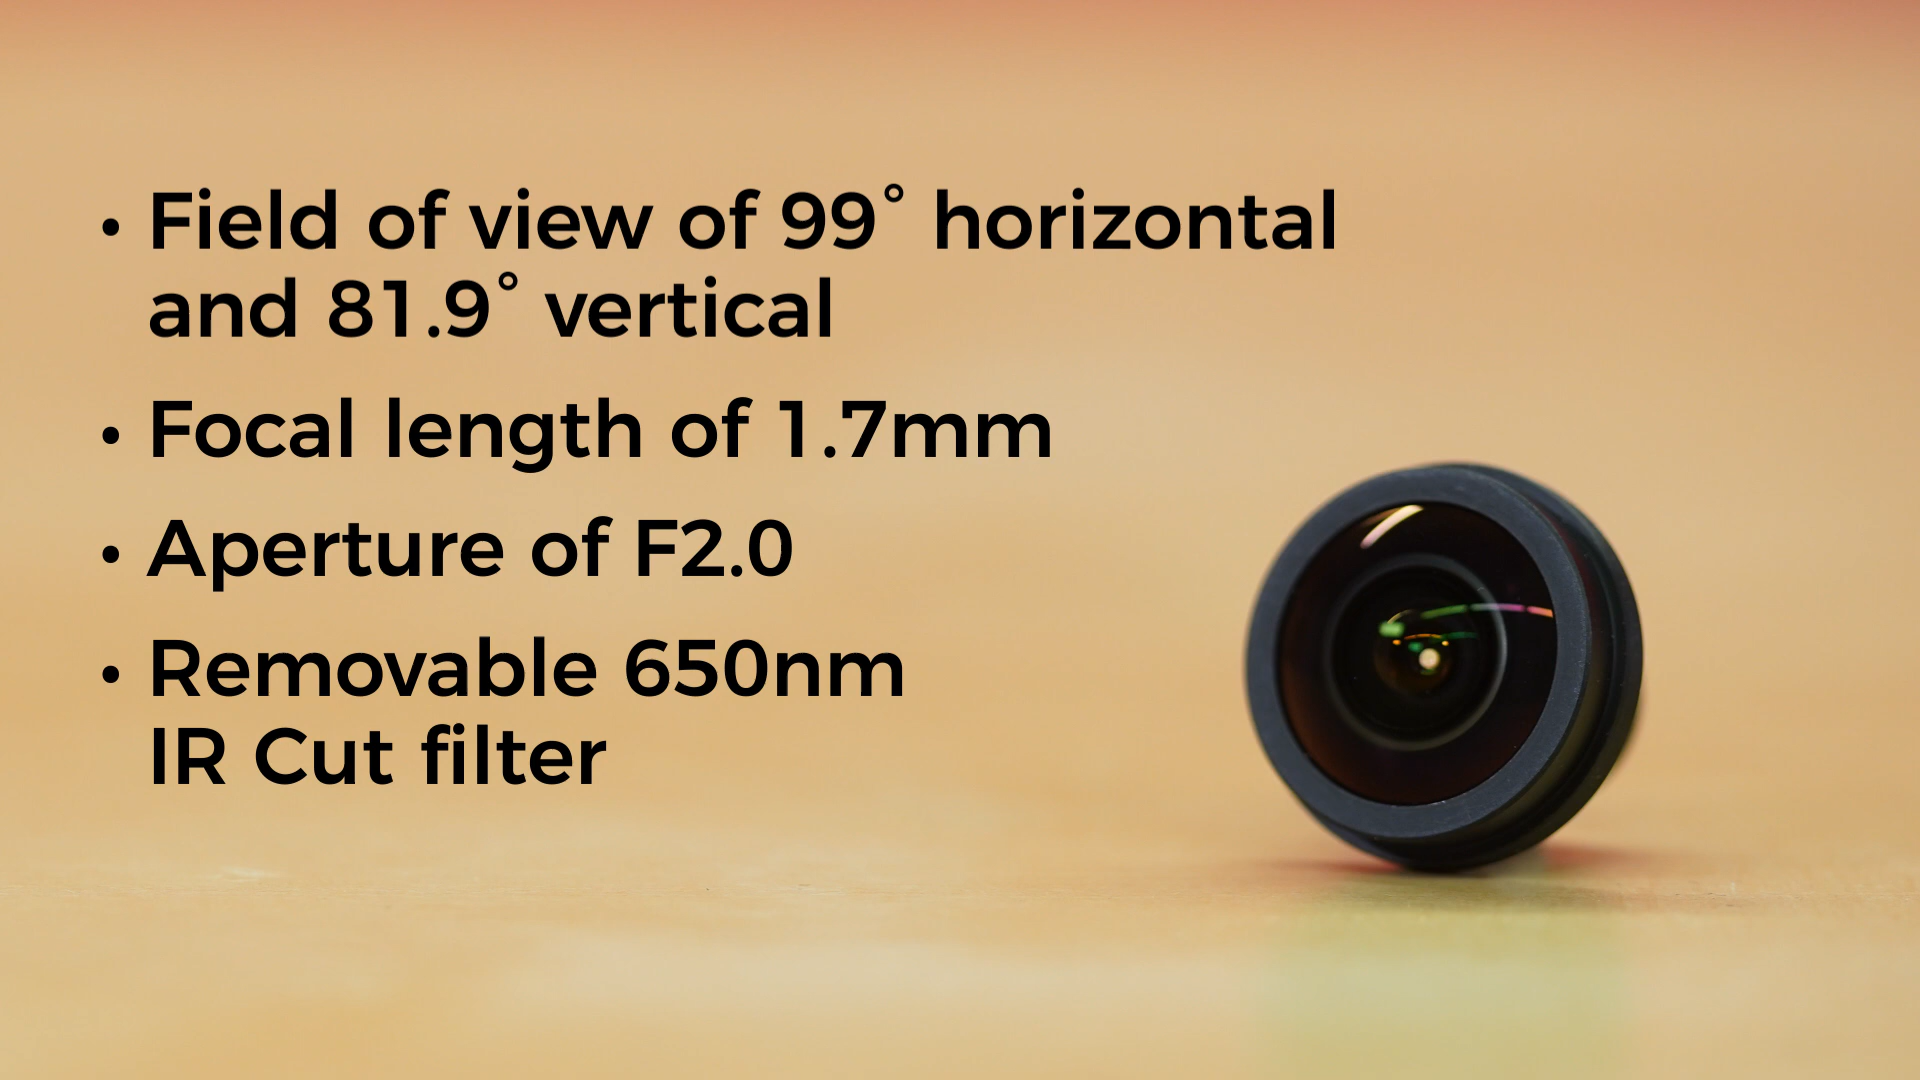 • Field of view of 99° horizontal
and 81.9° vertical
• Focal length of 1.7mm
• Aperture of F2.0
• Removable 650nm
IR Cut filter